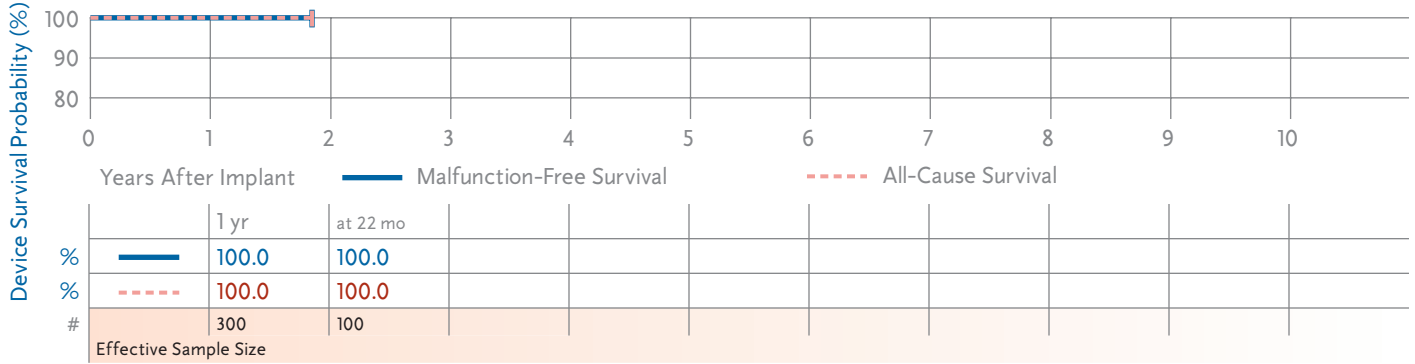 Device Survival Probability (%)
100
90
80
0 1 2 3 4 5 6 7 8 9 10
Years After Implant Malfunction-Free Survival All-Cause Survival
1 yr at 22 mo
% 100.0 100.0
% 100.0 100.0
# 300 100
Effective Sample Size